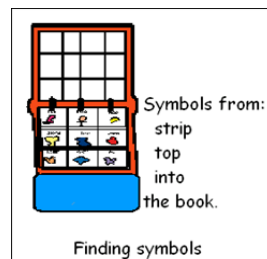 Symbols from:
strip
top
into
the book.
Finding symbols